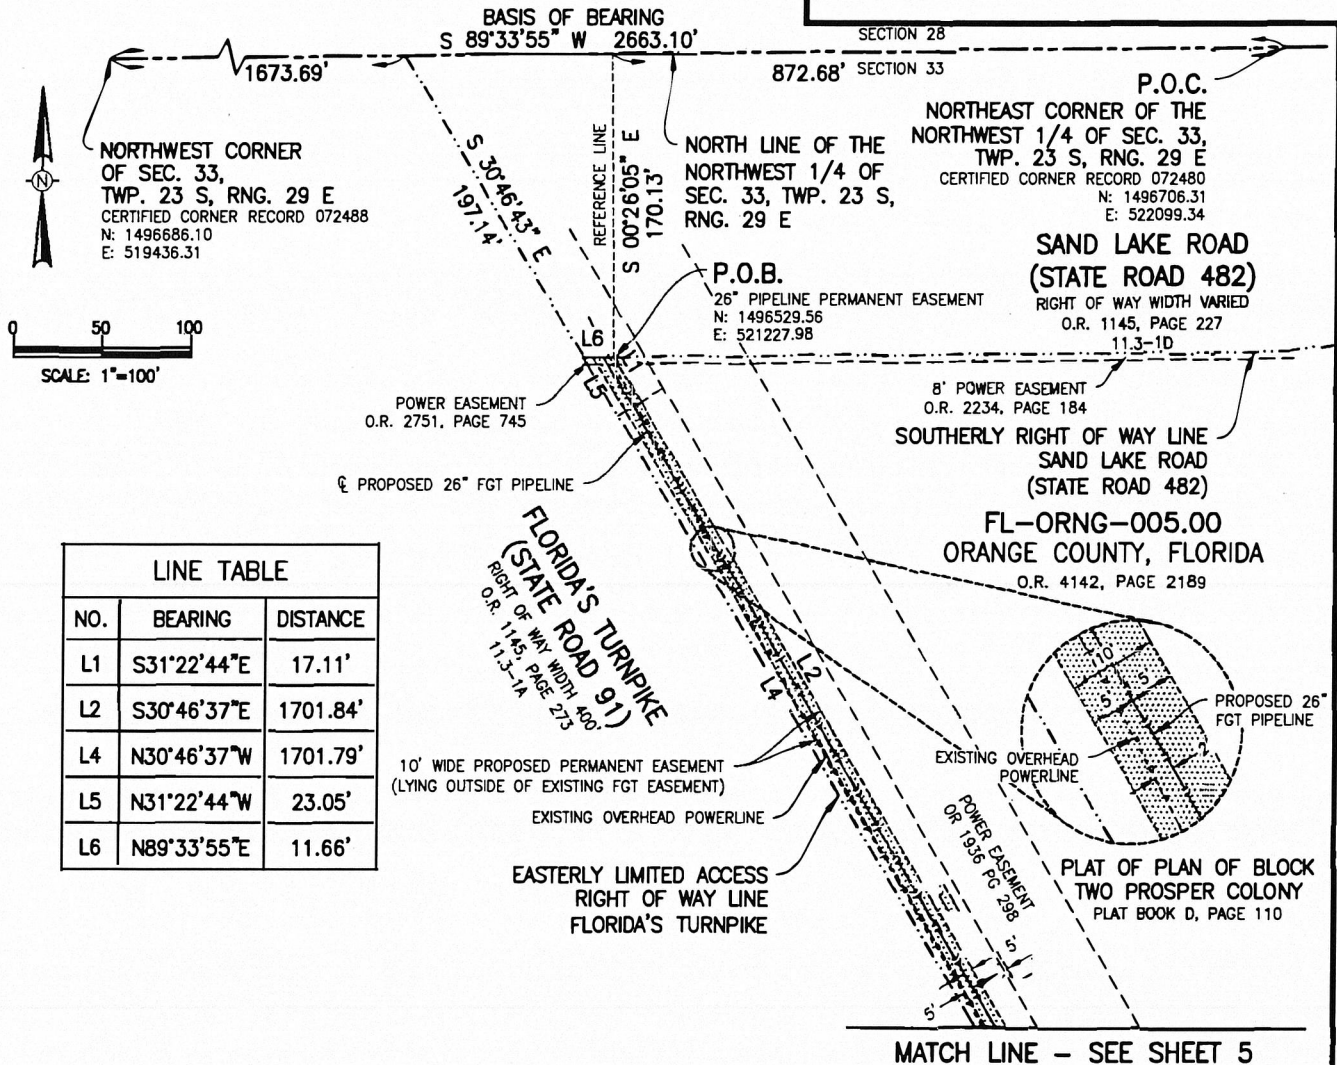 BASIS OF BEARING
S 89°33'55" W 2663.10'
SECTION 28
1673.69'
872.68' SECTION 33
P.O.C.
NORTHEAST CORNER OF THE
NORTHWEST 1/4 OF SEC. 33,
TWP. 23 S, RNG. 29 E
CERTIFIED CORNER RECORD 072480
N: 1496706.31
E: 522099.34
N
NORTHWEST CORNER
OF SEC. 33,
TWP. 23 S, RNG. 29 E
CERTIFIED CORNER RECORD 072488
N: 1496686.10
E: 519436.31
S 30°46'43" E
197.14'
REFERENCE LINE
S 00°26'05" E
170.13'
NORTH LINE OF THE
NORTHWEST 1/4 OF
SEC. 33, TWP. 23 S,
RNG. 29 E
SAND LAKE ROAD
(STATE ROAD 482)
RIGHT OF WAY WIDTH VARIED
O.R. 1145, PAGE 227
11.3-1D
P.O.B.
26" PIPELINE PERMANENT EASEMENT
N: 1496529.56
E: 521227.98
0 50 100
SCALE: 1"=100'
L6
L1
L5
POWER EASEMENT
O.R. 2751, PAGE 745
8' POWER EASEMENT
O.R. 2234, PAGE 184
SOUTHERLY RIGHT OF WAY LINE
SAND LAKE ROAD
(STATE ROAD 482)
℄ PROPOSED 26" FGT PIPELINE
FL-ORNG-005.00
ORANGE COUNTY, FLORIDA
O.R. 4142, PAGE 2189
FLORIDA'S TURNPIKE
(STATE ROAD 91)
RIGHT OF WAY WIDTH 400'
O.R. 1145, PAGE 273
11.3-1A
LINE TABLE
NO. BEARING DISTANCE
L1 S31°22'44"E 17.11'
L2 S30°46'37"E 1701.84'
L4 N30°46'37"W 1701.79'
L5 N31°22'44"W 23.05'
L6 N89°33'55"E 11.66'
L2
L4
10'
5'
5'
PROPOSED 26"
FGT PIPELINE
EXISTING OVERHEAD
POWERLINE
10' WIDE PROPOSED PERMANENT EASEMENT
(LYING OUTSIDE OF EXISTING FGT EASEMENT)
EXISTING OVERHEAD POWERLINE
POWER EASEMENT
OR 1936 PG 298
EASTERLY LIMITED ACCESS
RIGHT OF WAY LINE
FLORIDA'S TURNPIKE
PLAT OF PLAN OF BLOCK
TWO PROSPER COLONY
PLAT BOOK D, PAGE 110
5'
5'
MATCH LINE – SEE SHEET 5